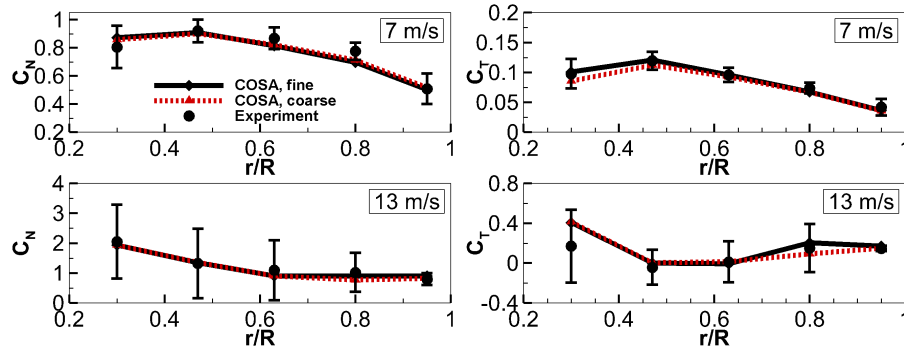 1
0.8
0.6
0.4
0.2
C_N
7 m/s
COSA, fine
COSA, coarse
Experiment
0.2 0.4 0.6 0.8 1
r/R
0.2
0.15
0.1
0.05
0
C_T
7 m/s
0.2 0.4 0.6 0.8 1
r/R
4
3
2
1
0
C_N
13 m/s
0.2 0.4 0.6 0.8 1
r/R
0.8
0.4
0
-0.4
C_T
13 m/s
0.2 0.4 0.6 0.8 1
r/R